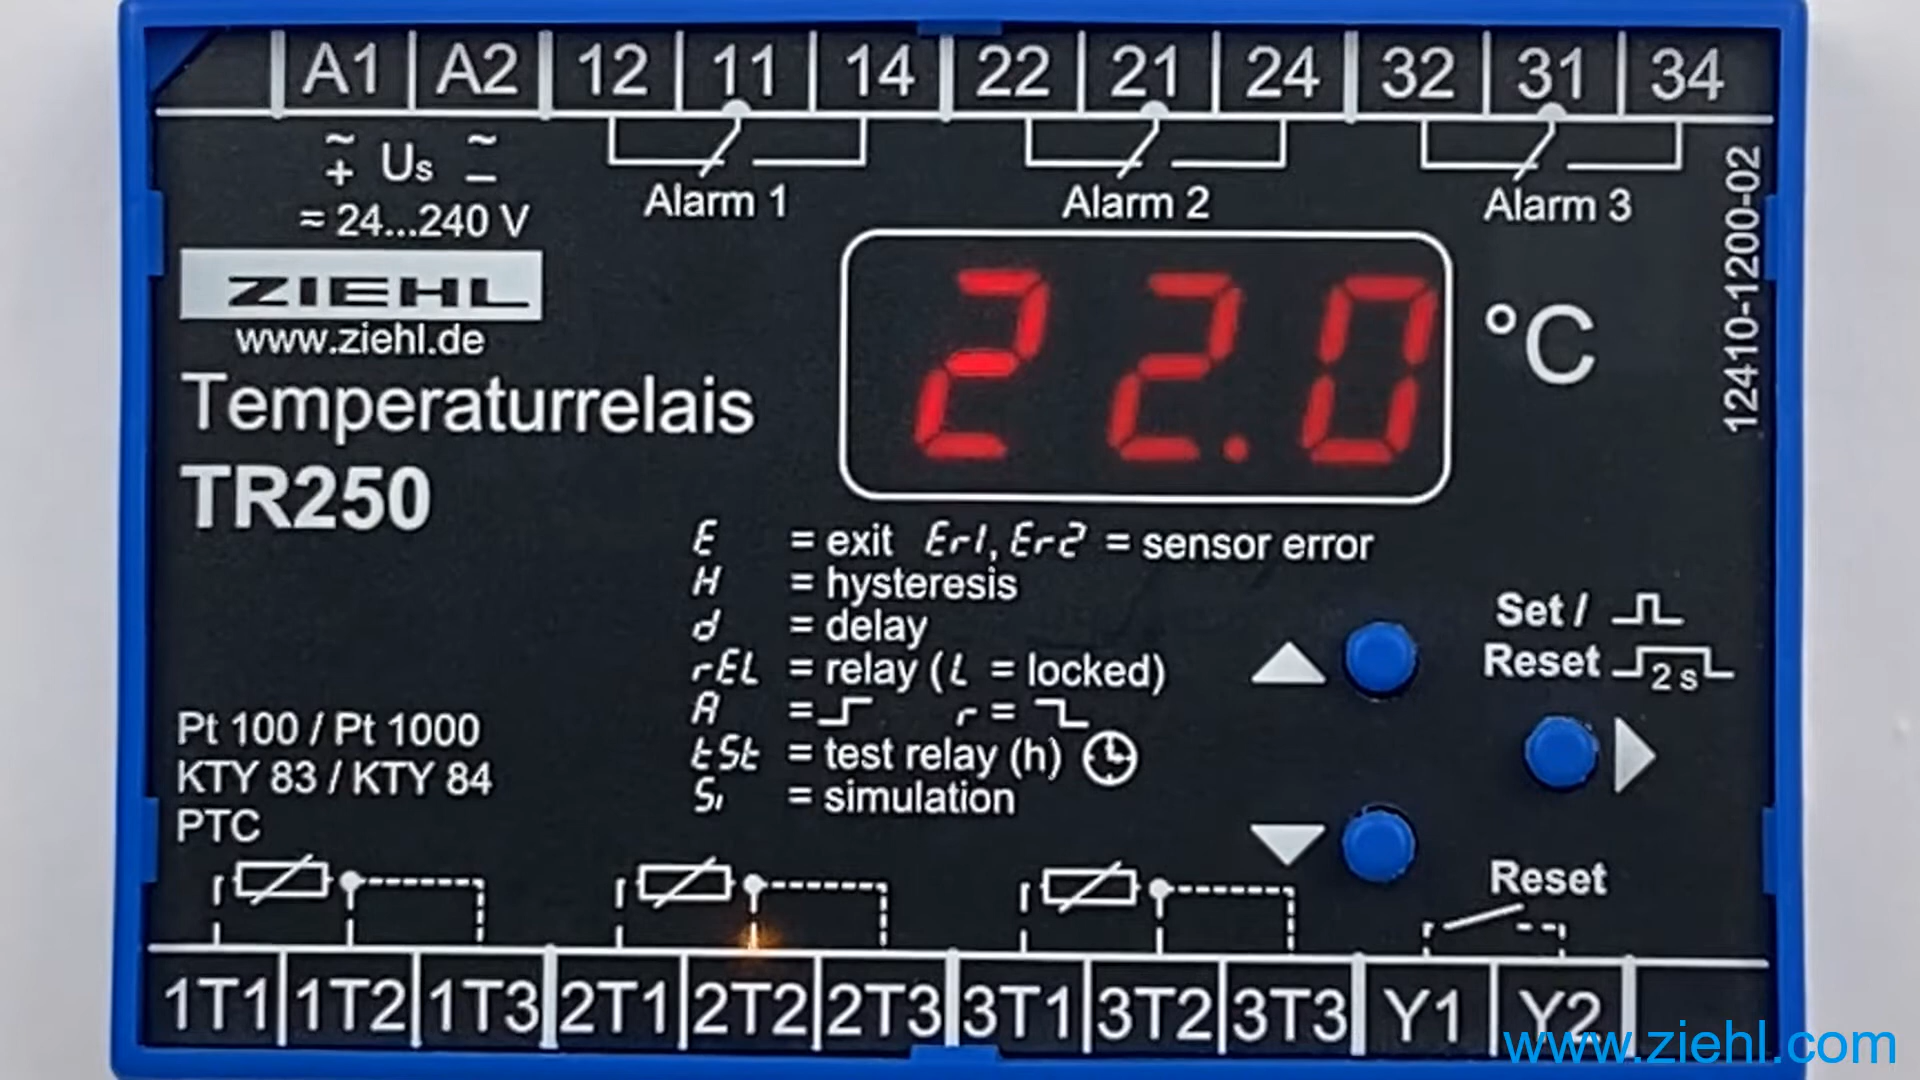 A1 A2 12 11 14 22 21 24 32 31 34
~ Us ~
+ −
≂ 24...240 V
Alarm 1 Alarm 2 Alarm 3
12410-1200-02
ZIEHL
www.ziehl.de
22.0 °C
Temperaturrelais
TR250
E = exit Er1, Er2 = sensor error
H = hysteresis
d = delay
rEL = relay (L = locked)
A = r =
tSt = test relay (h)
Si = simulation
Set /
Reset 2 s
Pt 100 / Pt 1000
KTY 83 / KTY 84
PTC
Reset
1T1 1T2 1T3 2T1 2T2 2T3 3T1 3T2 3T3 Y1 Y2
www.ziehl.com